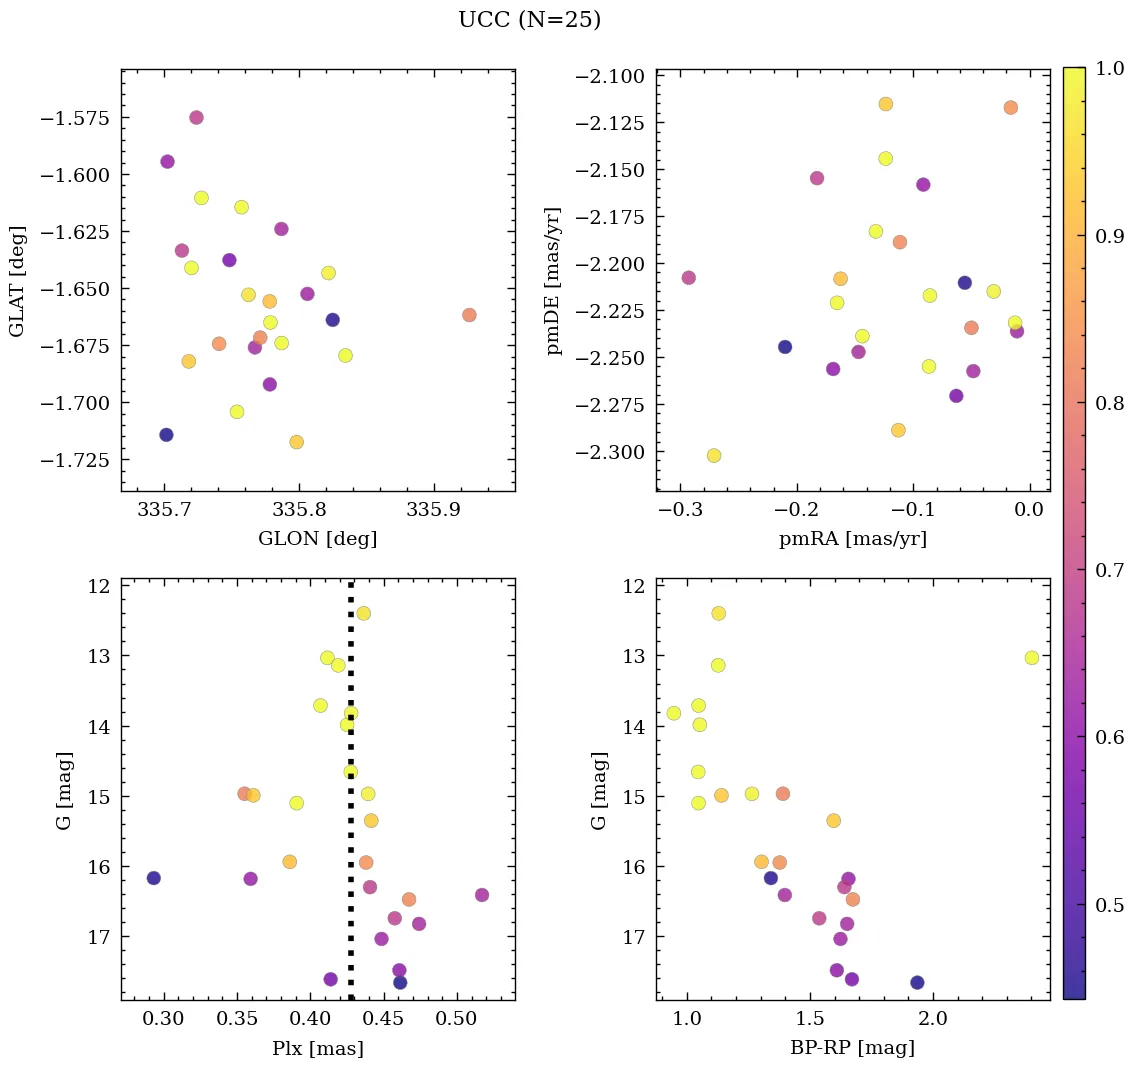 UCC (N=25)
−1.575
−1.600
−1.625
−1.650
−1.675
−1.700
−1.725
GLAT [deg]
335.7 335.8 335.9
GLON [deg]
−2.100
−2.125
−2.150
−2.175
−2.200
−2.225
−2.250
−2.275
−2.300
pmDE [mas/yr]
−0.3 −0.2 −0.1 0.0
pmRA [mas/yr]
12
13
14
15
16
17
G [mag]
0.30 0.35 0.40 0.45 0.50
Plx [mas]
12
13
14
15
16
17
G [mag]
1.0 1.5 2.0
BP-RP [mag]
1.0
0.9
0.8
0.7
0.6
0.5